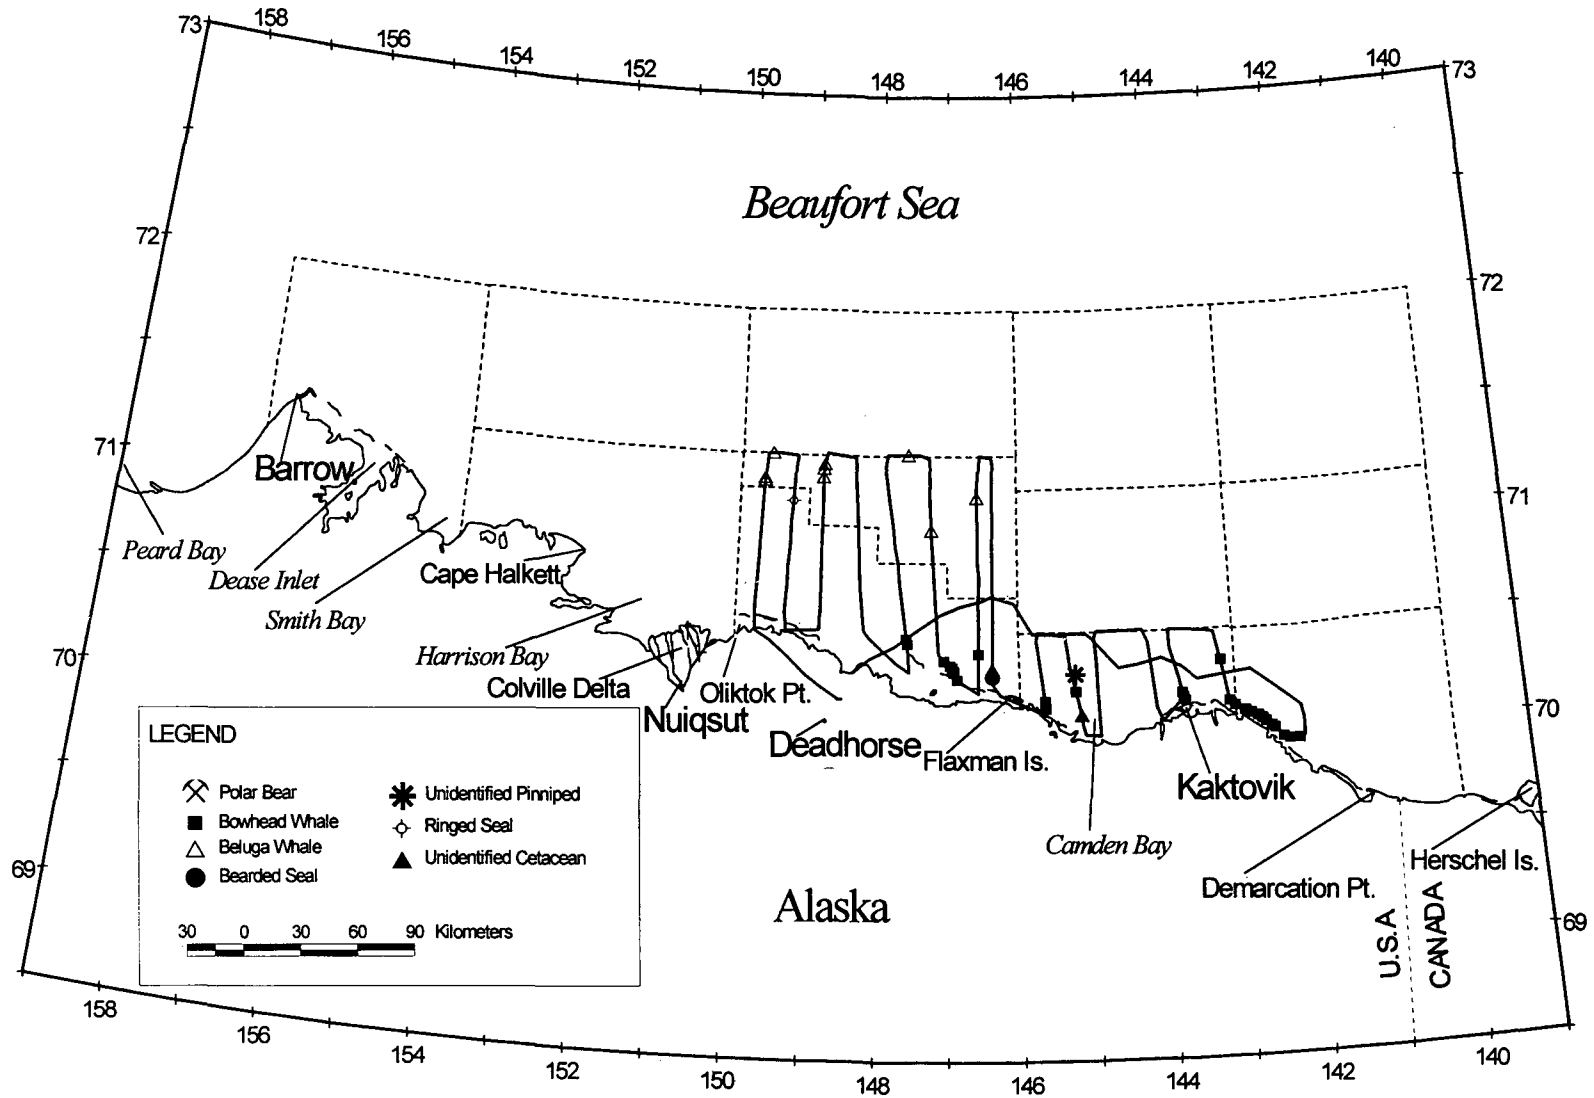 158
156
154
152
150
148
146
144
142
140
73
73
Beaufort Sea
72
72
71
71
Barrow
Peard Bay
Dease Inlet
Smith Bay
Cape Halkett
Harrison Bay
70
70
Colville Delta
Oliktok Pt.
Nuiqsut
Deadhorse
Flaxman Is.
Kaktovik
Camden Bay
Demarcation Pt.
Herschel Is.
LEGEND
Polar Bear
Bowhead Whale
Beluga Whale
Bearded Seal
Unidentified Pinniped
Ringed Seal
Unidentified Cetacean
30 0 30 60 90 Kilometers
Alaska
U.S.A
CANADA
69
69
158
156
154
152
150
148
146
144
142
140